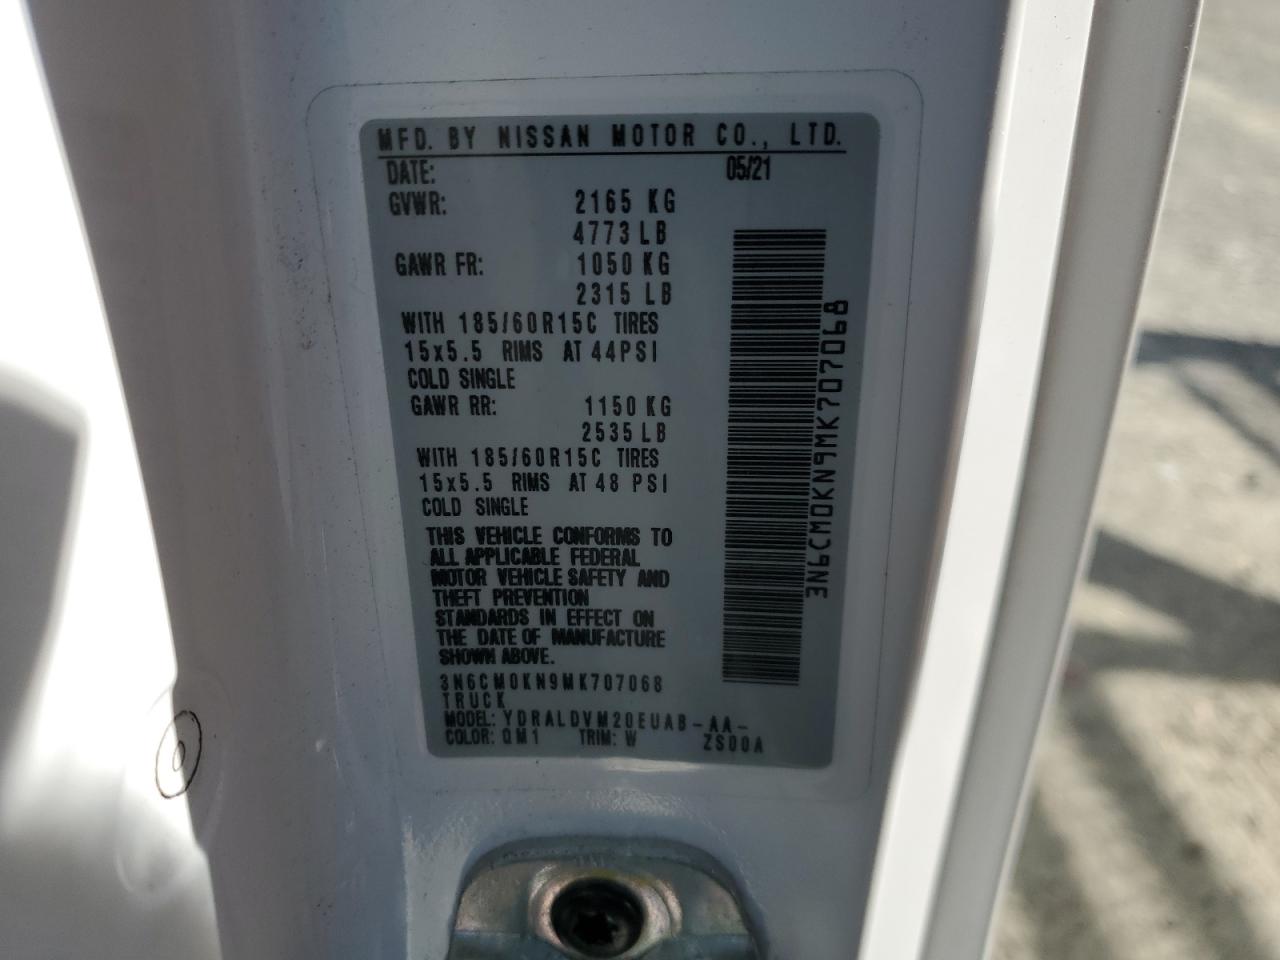 MFD. BY NISSAN MOTOR CO., LTD.
DATE: 05/21
GVWR: 2165 KG
4773 LB
GAWR FR: 1050 KG
2315 LB
WITH 185/60R15C TIRES
15x5.5 RIMS AT 44PSI
COLD SINGLE
GAWR RR: 1150 KG
2535 LB
WITH 185/60R15C TIRES
15x5.5 RIMS AT 48 PSI
COLD SINGLE
THIS VEHICLE CONFORMS TO
ALL APPLICABLE FEDERAL
MOTOR VEHICLE SAFETY AND
THEFT PREVENTION
STANDARDS IN EFFECT ON
THE DATE OF MANUFACTURE
SHOWN ABOVE.
3N6CM0KN9MK707068
TRUCK
MODEL: YDRALDVM20EUAB-AA-
COLOR: QM1 TRIM: W ZS00A
3N6CM0KN9MK707068